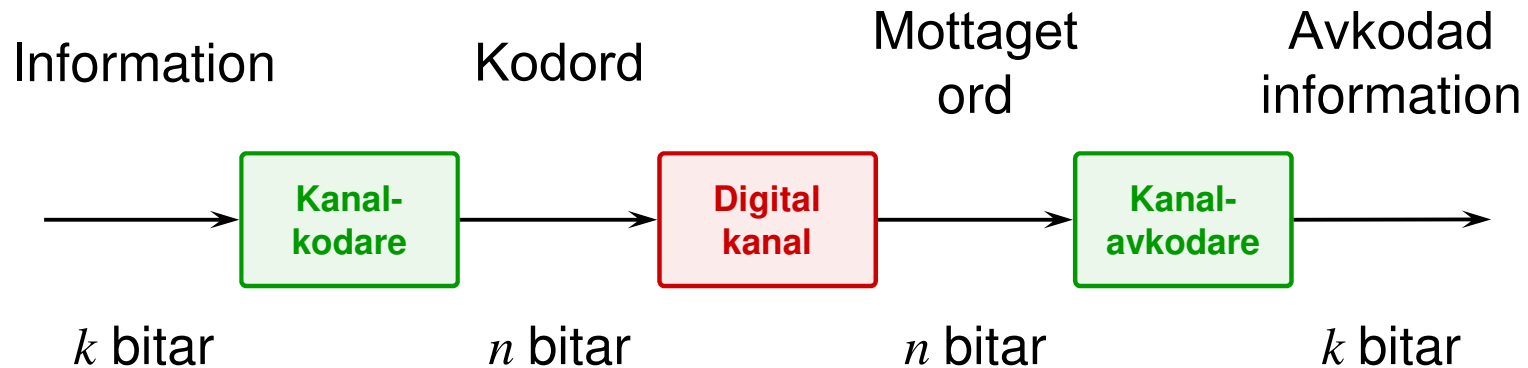 Information
Kodord
Mottaget
ord
Avkodad
information
Kanal-
kodare
Digital
kanal
Kanal-
avkodare
k bitar
n bitar
n bitar
k bitar